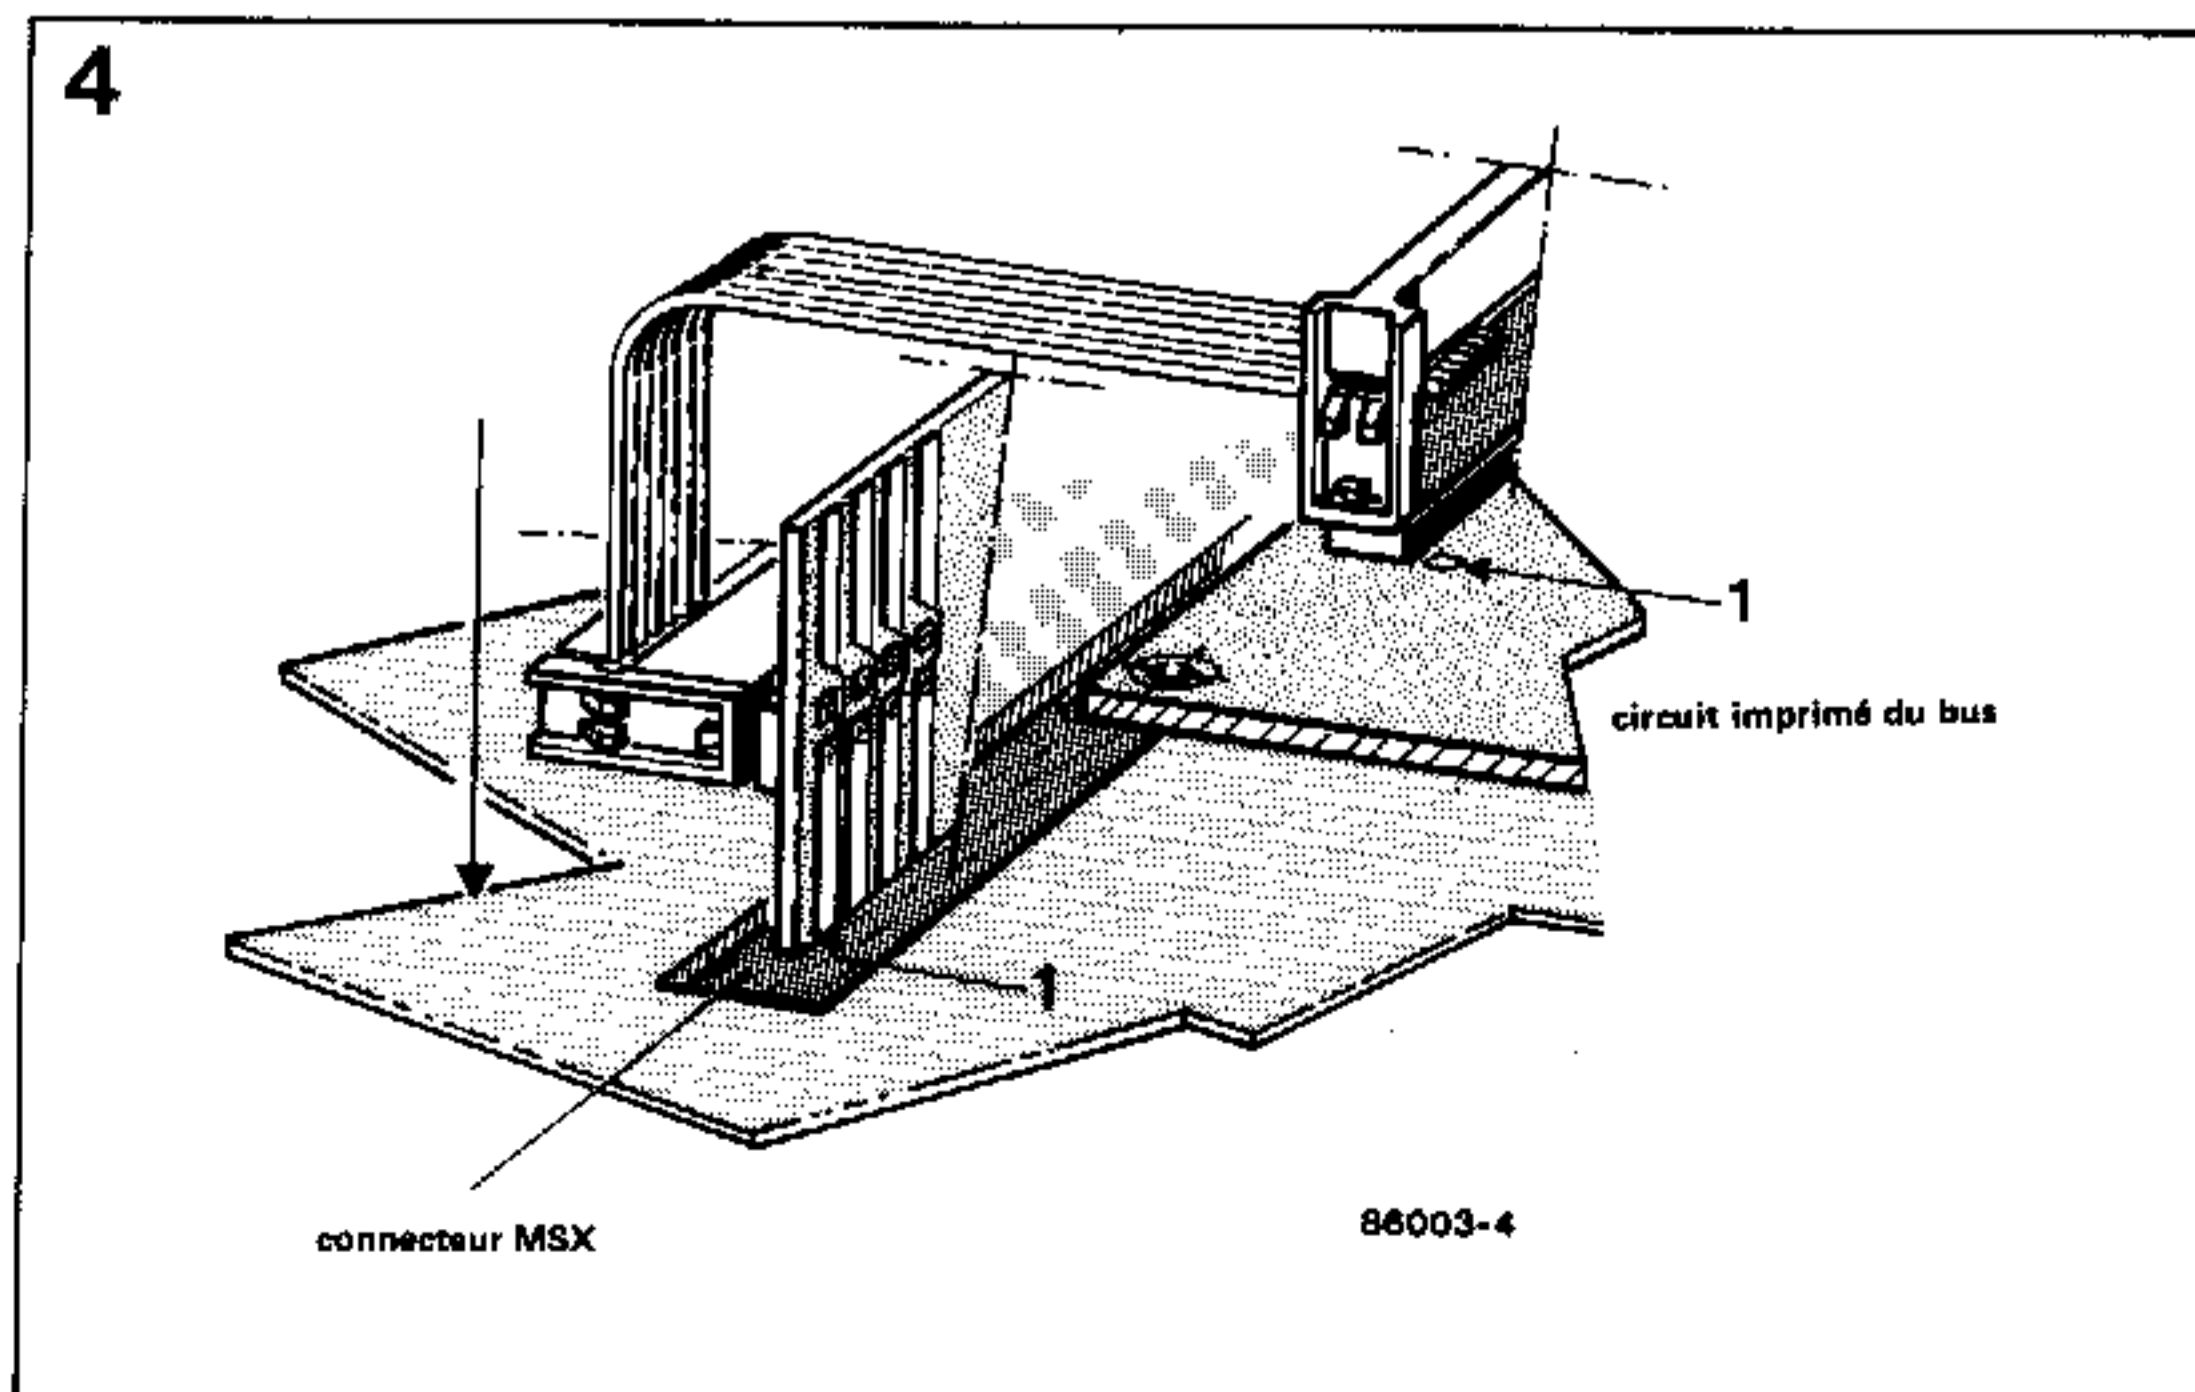 4
1
circuit imprimé du bus
1
connecteur MSX
86003-4